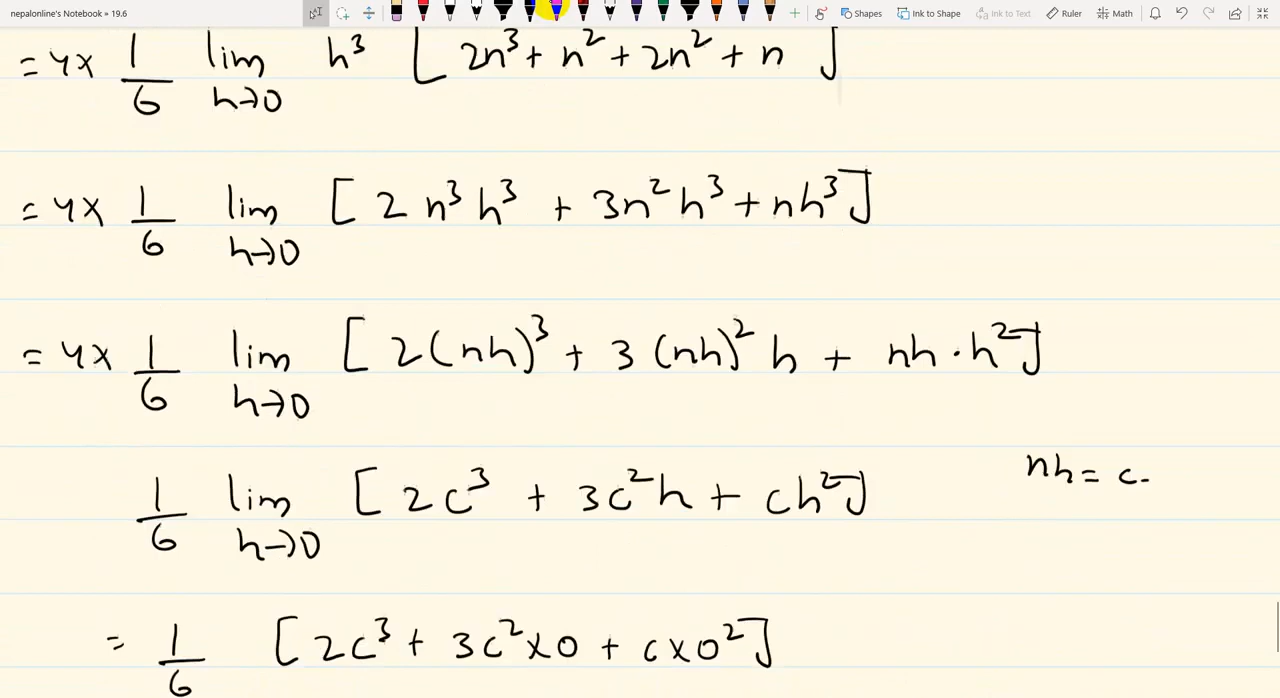 nepalonline's Notebook » 19.6
Shapes Ink to Shape Ink to Text Ruler Math
= 4× 1/6 lim h→0 h³ [ 2n³ + n² + 2n² + n ]
= 4× 1/6 lim h→0 [ 2 n³ h³ + 3n² h³ + nh³ ]
= 4× 1/6 lim h→0 [ 2(nh)³ + 3 (nh)² h + nh · h² ]
1/6 lim h→0 [ 2c³ + 3c² h + ch² ] nh = c.
= 1/6 [ 2c³ + 3c² × 0 + c × 0² ]